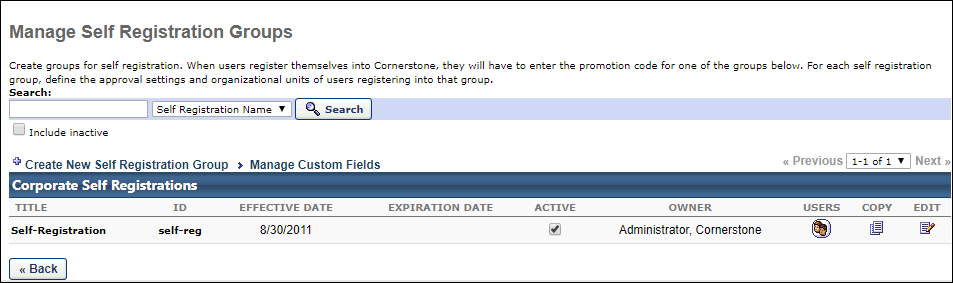 Manage Self Registration Groups
Create groups for self registration. When users register themselves into Cornerstone, they will have to enter the promotion code for one of the groups below. For each self registration
group, define the approval settings and organizational units of users registering into that group.
Search:
Self Registration Name ▼ Search
Include inactive
Create New Self Registration Group › Manage Custom Fields « Previous 1-1 of 1 ▼ Next »
Corporate Self Registrations
TITLE ID EFFECTIVE DATE EXPIRATION DATE ACTIVE OWNER USERS COPY EDIT
Self-Registration self-reg 8/30/2011 Administrator, Cornerstone
« Back